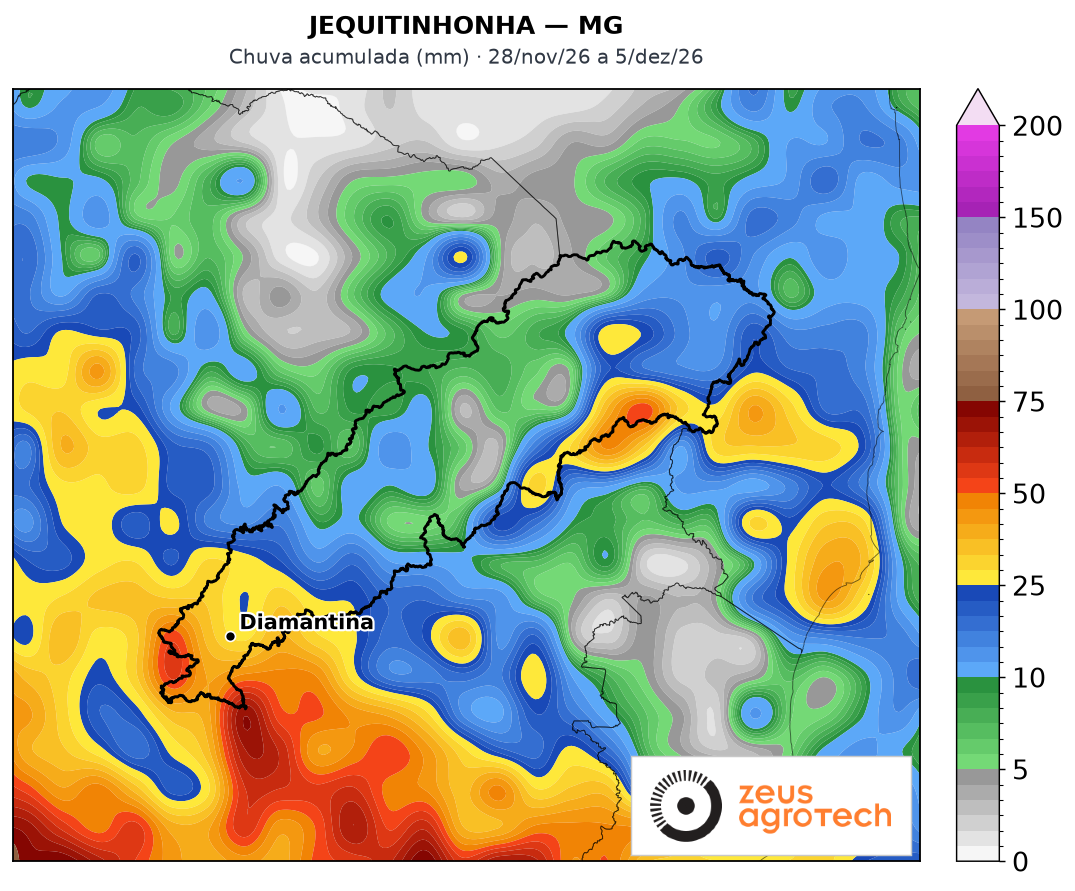 JEQUITINHONHA — MG
Chuva acumulada (mm) · 28/nov/26 a 5/dez/26
200
150
100
75
50
25
10
5
0
Diamantina
zeus
agrotech